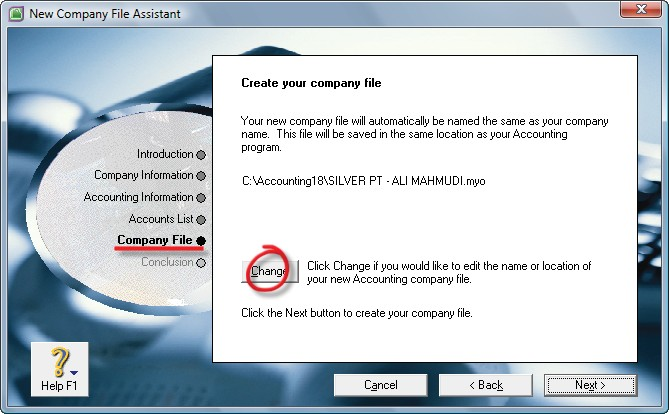 New Company File Assistant
Create your company file
Your new company file will automatically be named the same as your company
name. This file will be saved in the same location as your Accounting
program.
C:\Accounting18\SILVER PT - ALI MAHMUDI.myo
Introduction
Company Information
Accounting Information
Accounts List
Company File
Conclusion
Change
Click Change if you would like to edit the name or location of
your new Accounting company file.
Click the Next button to create your company file.
Help F1
Cancel
< Back
Next >